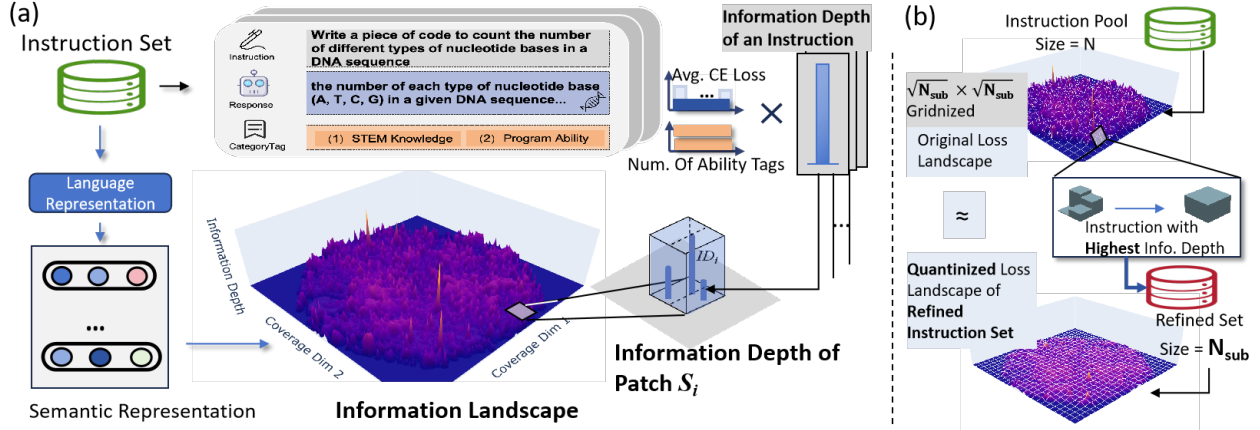 (a)
Instruction Set
Language
Representation
...
Semantic Representation
Instruction
Write a piece of code to count the
number of different types of nucleotide bases in a
DNA sequence
Response
the number of each type of nucleotide base
(A, T, C, G) in a given DNA sequence...
CategoryTag
(1) STEM Knowledge
(2) Program Ability
Information Depth
of an Instruction
Avg. CE Loss
...
×
Num. Of Ability Tags
...
Information Depth
Coverage Dim 2
Coverage Dim 1
Information Landscape
IDᵢ
Information Depth of
Patch Sᵢ
(b)
Instruction Pool
Size = N
√N_sub × √N_sub
Gridnized
Original Loss
Landscape
≈
Instruction with
Highest Info. Depth
Quantinized Loss
Landscape of
Refined
Instruction Set
Refined Set
Size = N_sub